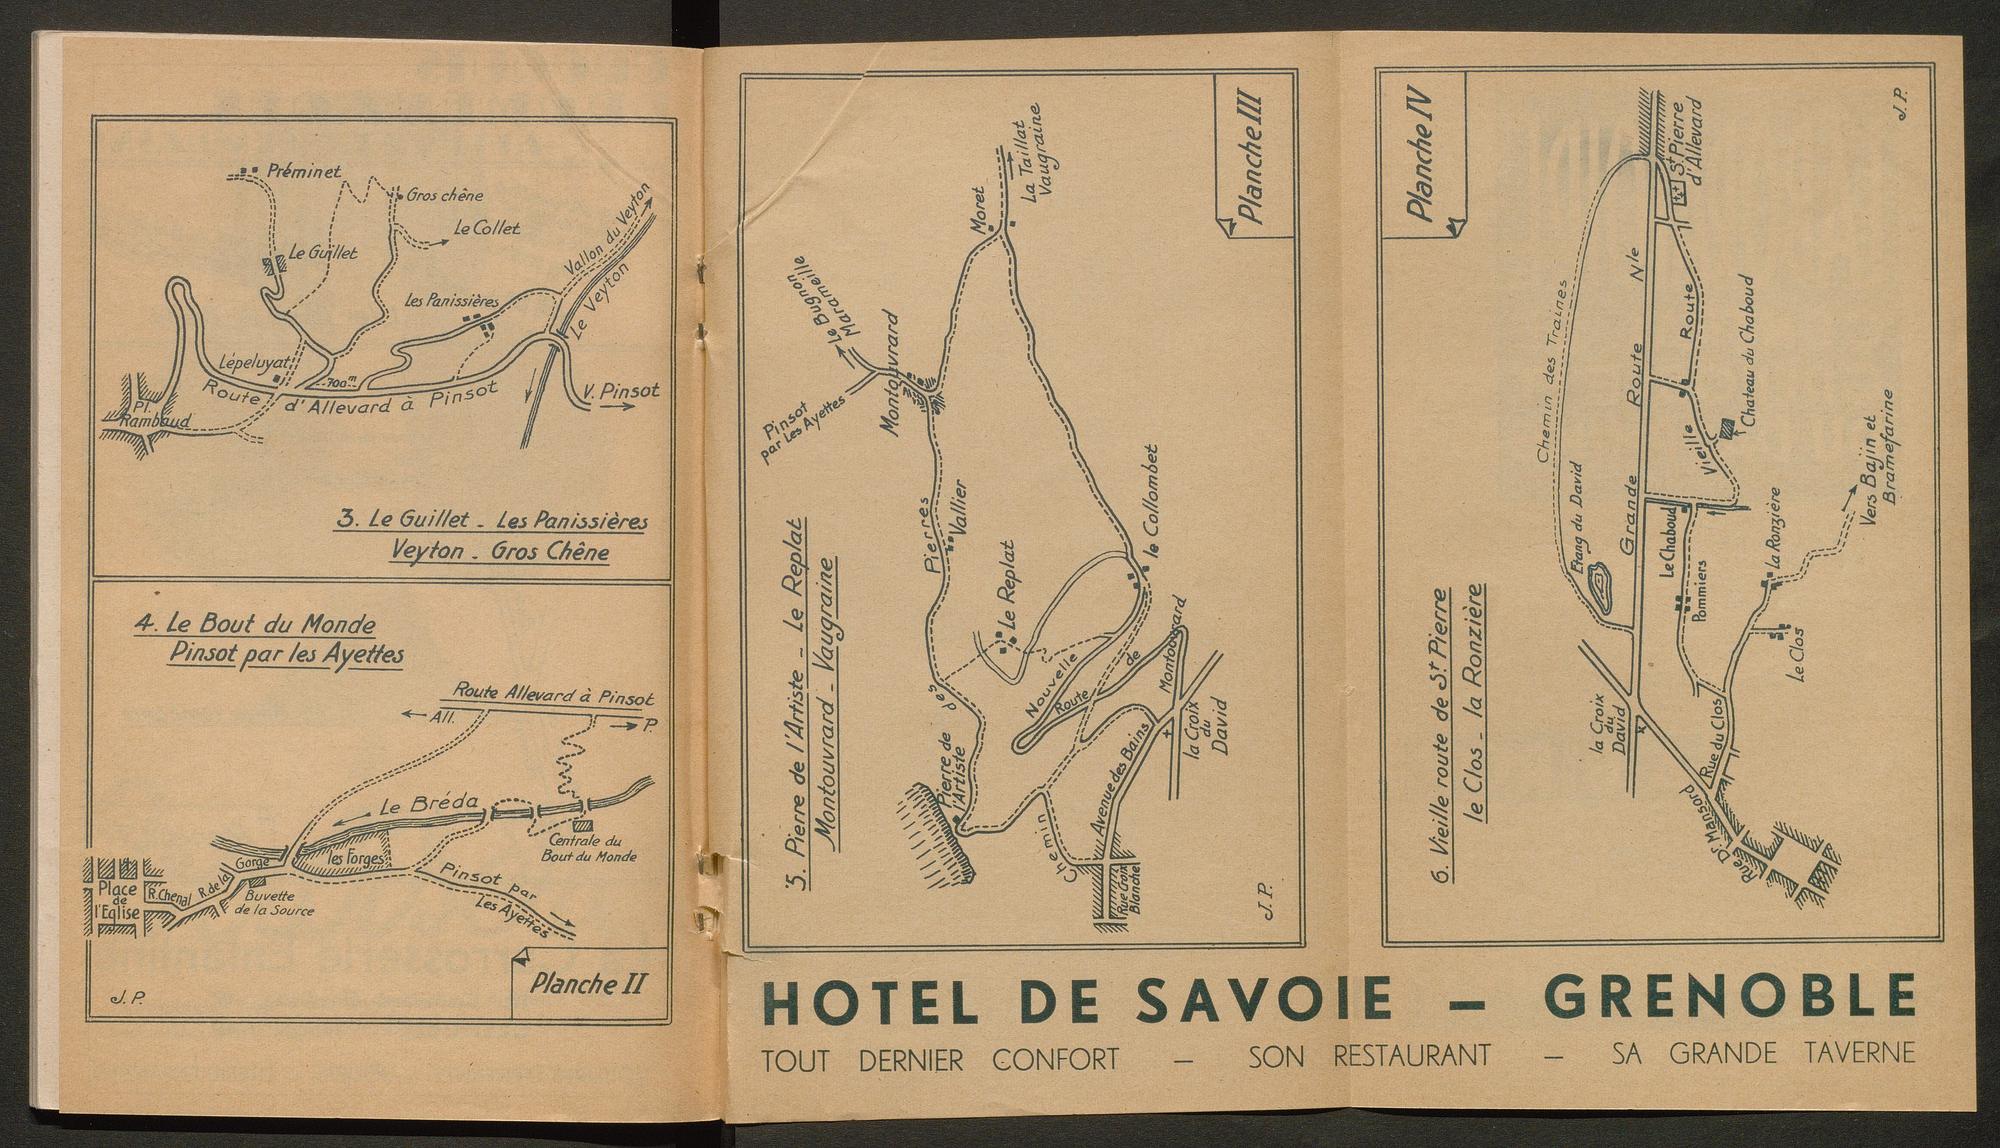 Préminet
Gros chêne
Le Collet
Le Guillet
Vallon du Veyton
Le Veyton
Les Panissières
Lépeluyat
700m
Route d'Allevard à Pinsot
V. Pinsot
Pl. Rambaud
3. Le Guillet - Les Panissières
Veyton - Gros Chêne
4. Le Bout du Monde
Pinsot par les Ayettes
Route Allevard à Pinsot
All.
P.
Le Bréda
Centrale du
Bout du Monde
les Forges
Gorge
R. de la
R. Chenal
Place
de
l'Eglise
Buvette
de la Source
Pinsot par
Les Ayettes
Planche II
J. P.
Planche III
La Taillat
Vaugraine
Moret
Le Bugnon
Marameille
Montouvrard
Pinsot
par Les Ayettes
Pierres
Vallier
le Collombet
Le Replat
5. Pierre de l'Artiste - Le Replat
Montouvrard - Vaugraine
Nouvelle
Route de Montouvrard
des
Pierre de
l'Artiste
la Croix
du
David
Avenue des Bains
Chemin
Rue Croix
Blanche
J. P.
Planche IV
J. P.
St Pierre
d'Allevard
Chemin des Traines
Grande Route Nle
Vieille Route
Chateau du Chaboud
Etang du David
Le Chaboud
Pommiers
la Ronzière
Vers Bajin et
Bramefarine
Le Clos
6. Vieille route de St Pierre
le Clos - la Ronzière
la Croix
du
David
Rue du Clos
Rue Dr Mansord
HOTEL DE SAVOIE – GRENOBLE
TOUT DERNIER CONFORT – SON RESTAURANT – SA GRANDE TAVERNE